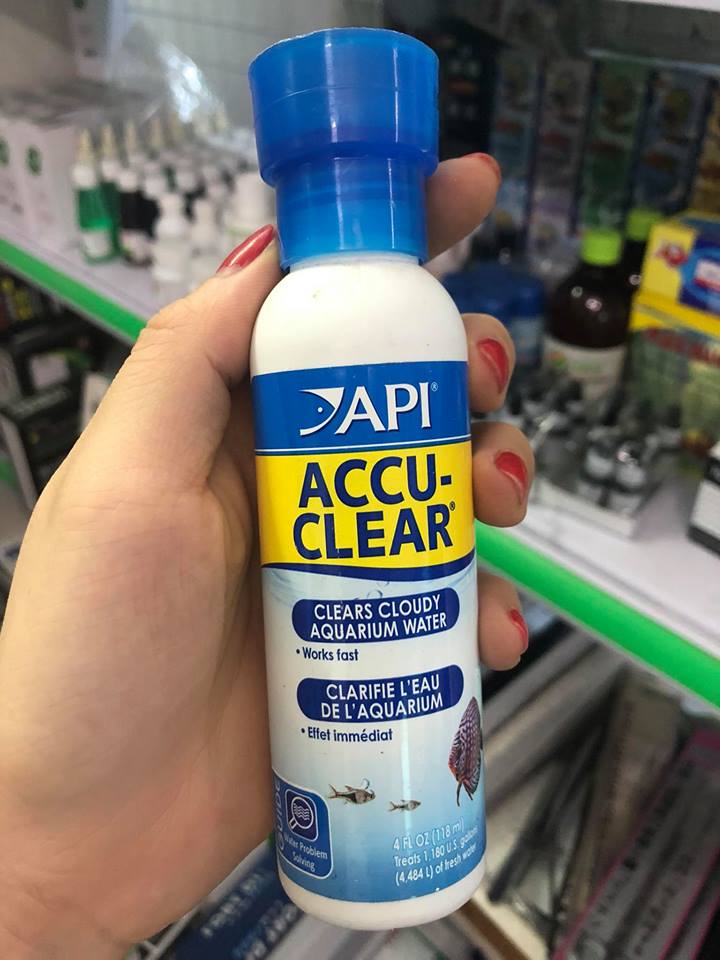 API®
ACCU-
CLEAR®
CLEARS CLOUDY
AQUARIUM WATER
• Works fast
CLARIFIE L'EAU
DE L'AQUARIUM
• Effet immédiat
GUIDE
Water Problem
Solving
4 FL OZ (118 ml)
Treats 1,180 U.S. gallons
(4,484 L) of fresh water